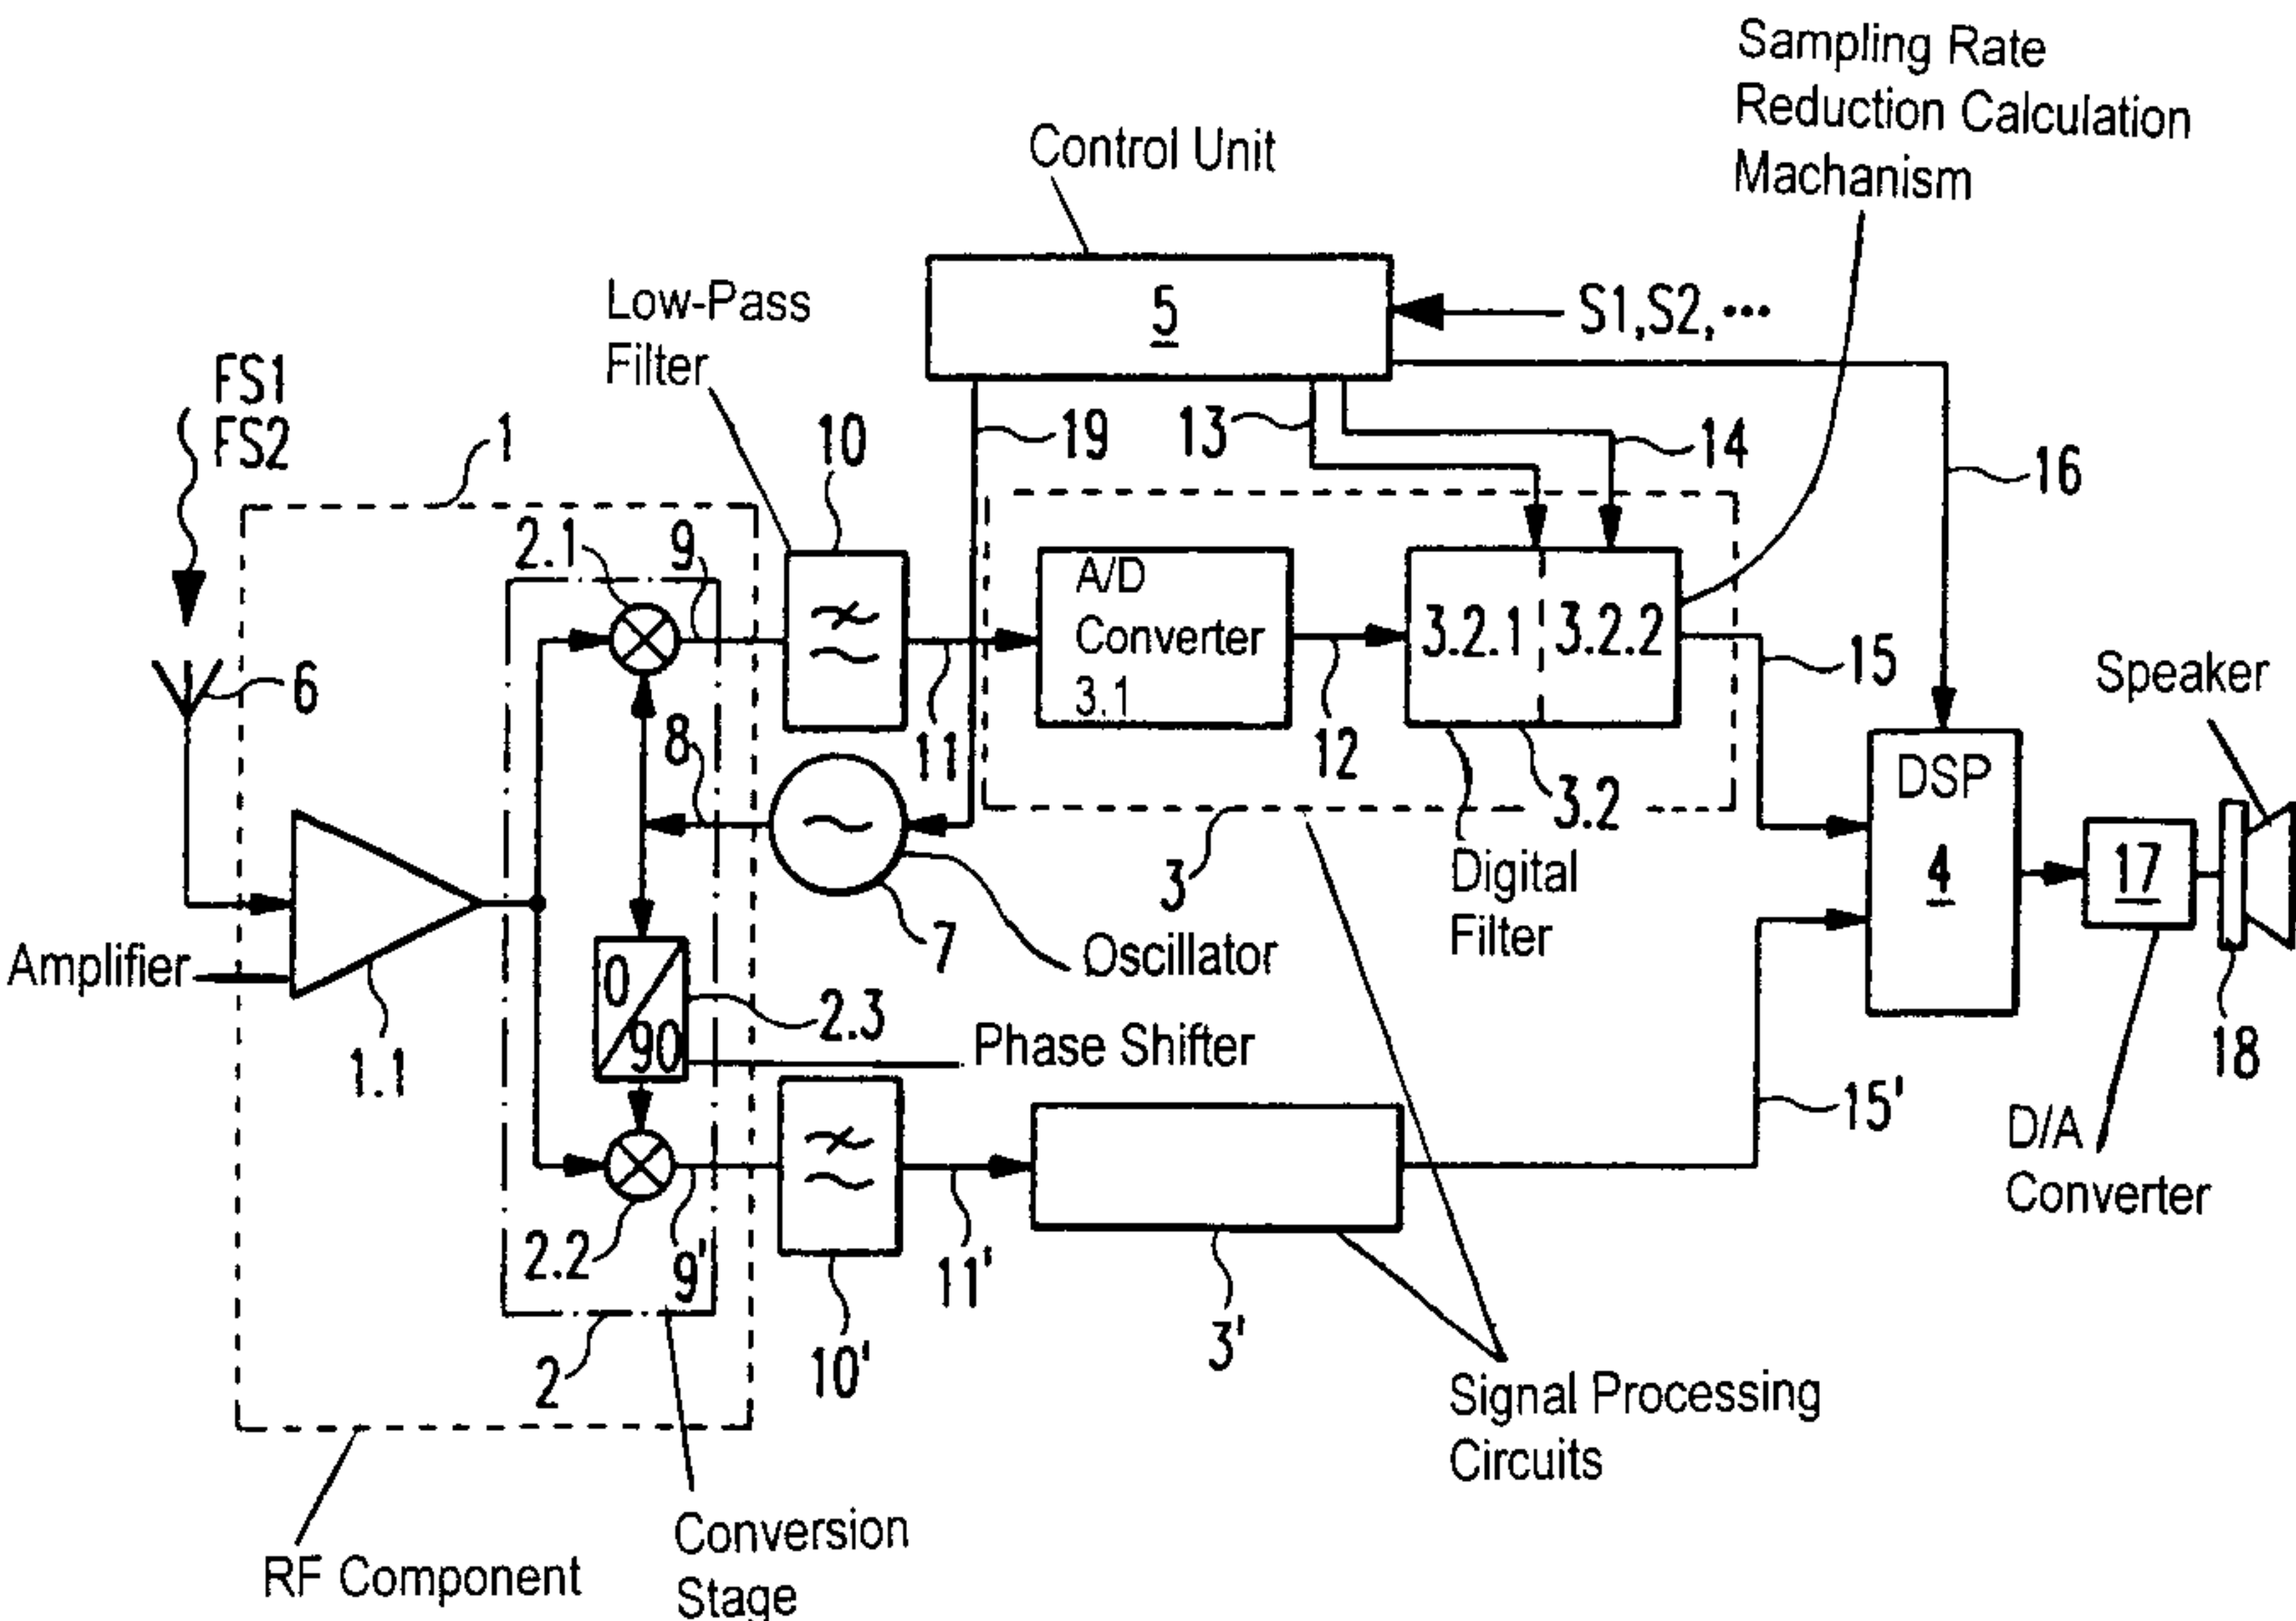 Sampling Rate
Reduction Calculation
Machanism
Control Unit
5
S1,S2,•••
Low-Pass
Filter
FS1
FS2
1
10
19
13
14
16
2.1
9
A/D
Converter
3.1
3.2.1
3.2.2
15
Speaker
6
8
11
12
3.2
DSP
4
17
3
Digital
Filter
7
Oscillator
Amplifier
1.1
0
90
2.3
Phase Shifter
18
15'
D/A
Converter
2.2
9'
11'
2
10'
3'
Signal Processing
Circuits
RF Component
Conversion
Stage